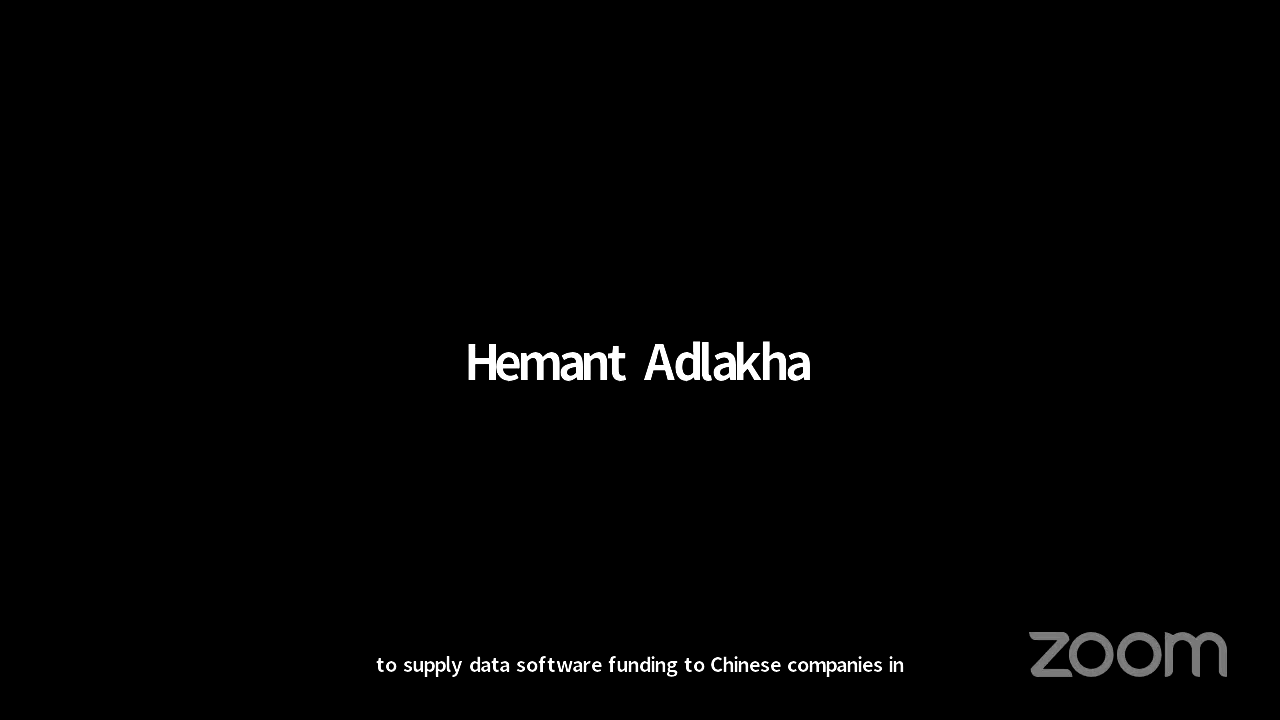 Hemant Adlakha
to supply data software funding to Chinese companies in
zoom